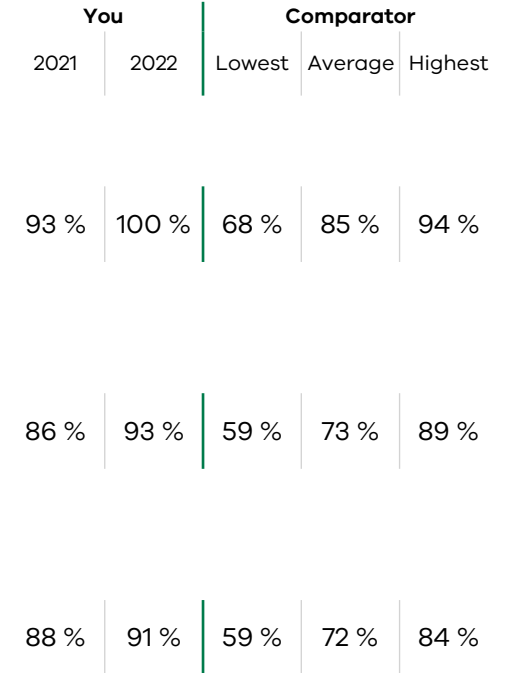 You Comparator
2021 2022 Lowest Average Highest
93 % 100 % 68 % 85 % 94 %
86 % 93 % 59 % 73 % 89 %
88 % 91 % 59 % 72 % 84 %